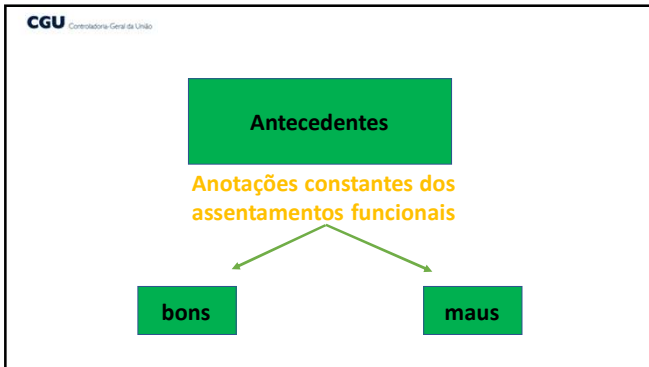 CGU Controladoria-Geral da União
Antecedentes
Anotações constantes dos
assentamentos funcionais
bons
maus